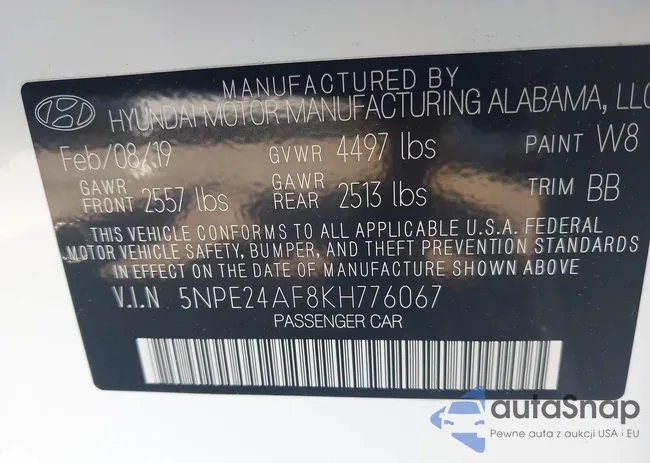 MANUFACTURED BY
HYUNDAI MOTOR MANUFACTURING ALABAMA, LLC
Feb/08/19 GVWR 4497 lbs PAINT W8
GAWR FRONT 2557 lbs GAWR REAR 2513 lbs TRIM BB
THIS VEHICLE CONFORMS TO ALL APPLICABLE U.S.A. FEDERAL
MOTOR VEHICLE SAFETY, BUMPER, AND THEFT PREVENTION STANDARDS
IN EFFECT ON THE DATE OF MANUFACTURE SHOWN ABOVE
V.I.N 5NPE24AF8KH776067
PASSENGER CAR
autaSnap
Pewne auta z aukcji USA i EU